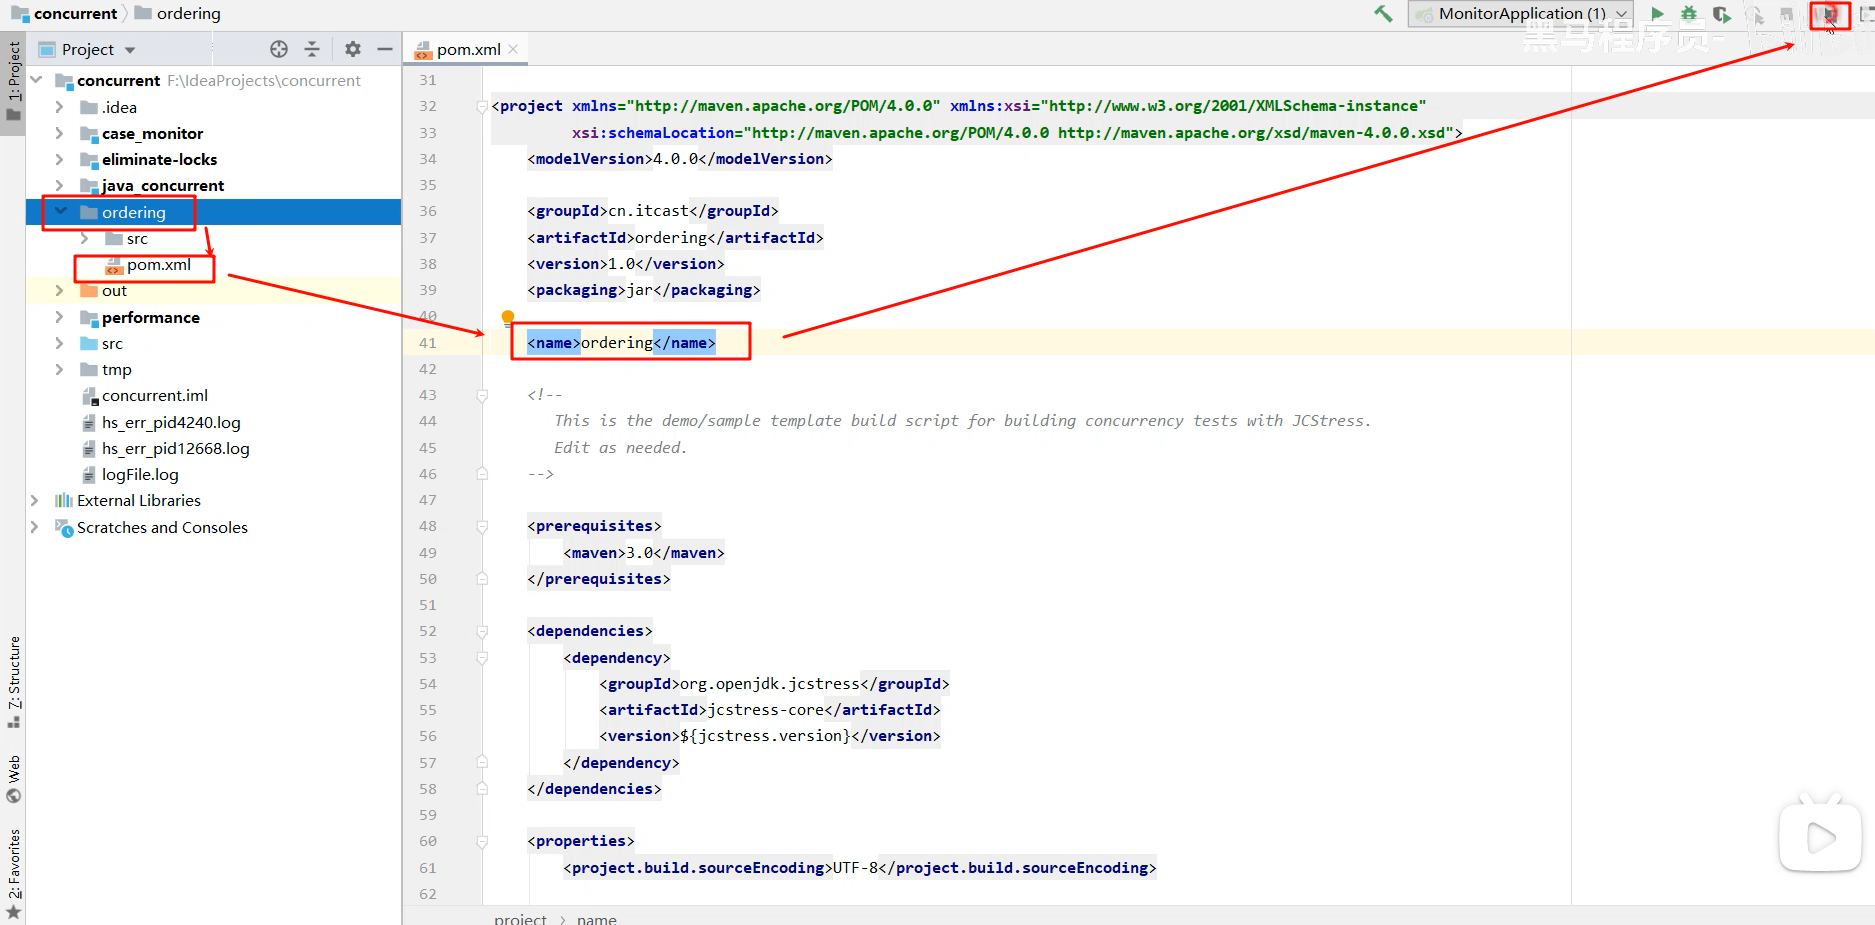 concurrent ordering
MonitorApplication (1)
黑马程序员-
1: Project
Project
pom.xml
concurrent F:\IdeaProjects\concurrent
.idea
case_monitor
eliminate-locks
java_concurrent
ordering
src
pom.xml
out
performance
src
tmp
concurrent.iml
hs_err_pid4240.log
hs_err_pid12668.log
logFile.log
External Libraries
Scratches and Consoles
7: Structure
Web
2: Favorites
31
32 <project xmlns="http://maven.apache.org/POM/4.0.0" xmlns:xsi="http://www.w3.org/2001/XMLSchema-instance"
33 xsi:schemaLocation="http://maven.apache.org/POM/4.0.0 http://maven.apache.org/xsd/maven-4.0.0.xsd">
34 <modelVersion>4.0.0</modelVersion>
35
36 <groupId>cn.itcast</groupId>
37 <artifactId>ordering</artifactId>
38 <version>1.0</version>
39 <packaging>jar</packaging>
40
41 <name>ordering</name>
42
43 <!--
44 This is the demo/sample template build script for building concurrency tests with JCStress.
45 Edit as needed.
46 -->
47
48 <prerequisites>
49 <maven>3.0</maven>
50 </prerequisites>
51
52 <dependencies>
53 <dependency>
54 <groupId>org.openjdk.jcstress</groupId>
55 <artifactId>jcstress-core</artifactId>
56 <version>${jcstress.version}</version>
57 </dependency>
58 </dependencies>
59
60 <properties>
61 <project.build.sourceEncoding>UTF-8</project.build.sourceEncoding>
62
project › name